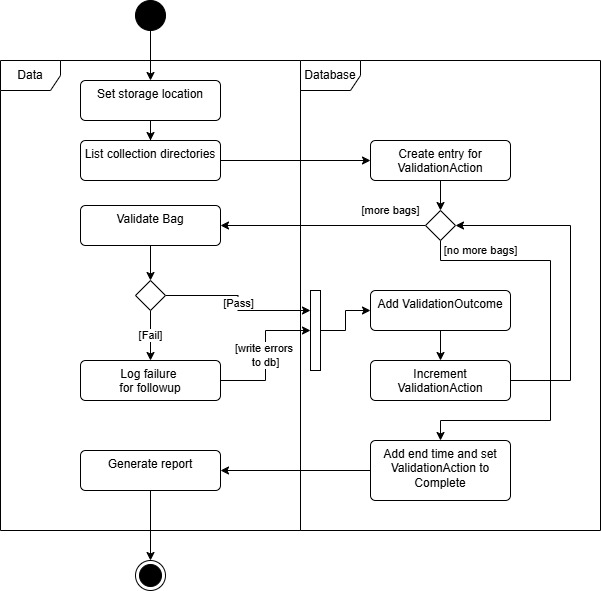 Data
Database
Set storage location
List collection directories
Create entry for
ValidationAction
[more bags]
Validate Bag
[no more bags]
[Pass]
Add ValidationOutcome
[Fail]
[write errors
to db]
Log failure
for followup
Increment
ValidationAction
Generate report
Add end time and set
ValidationAction to
Complete